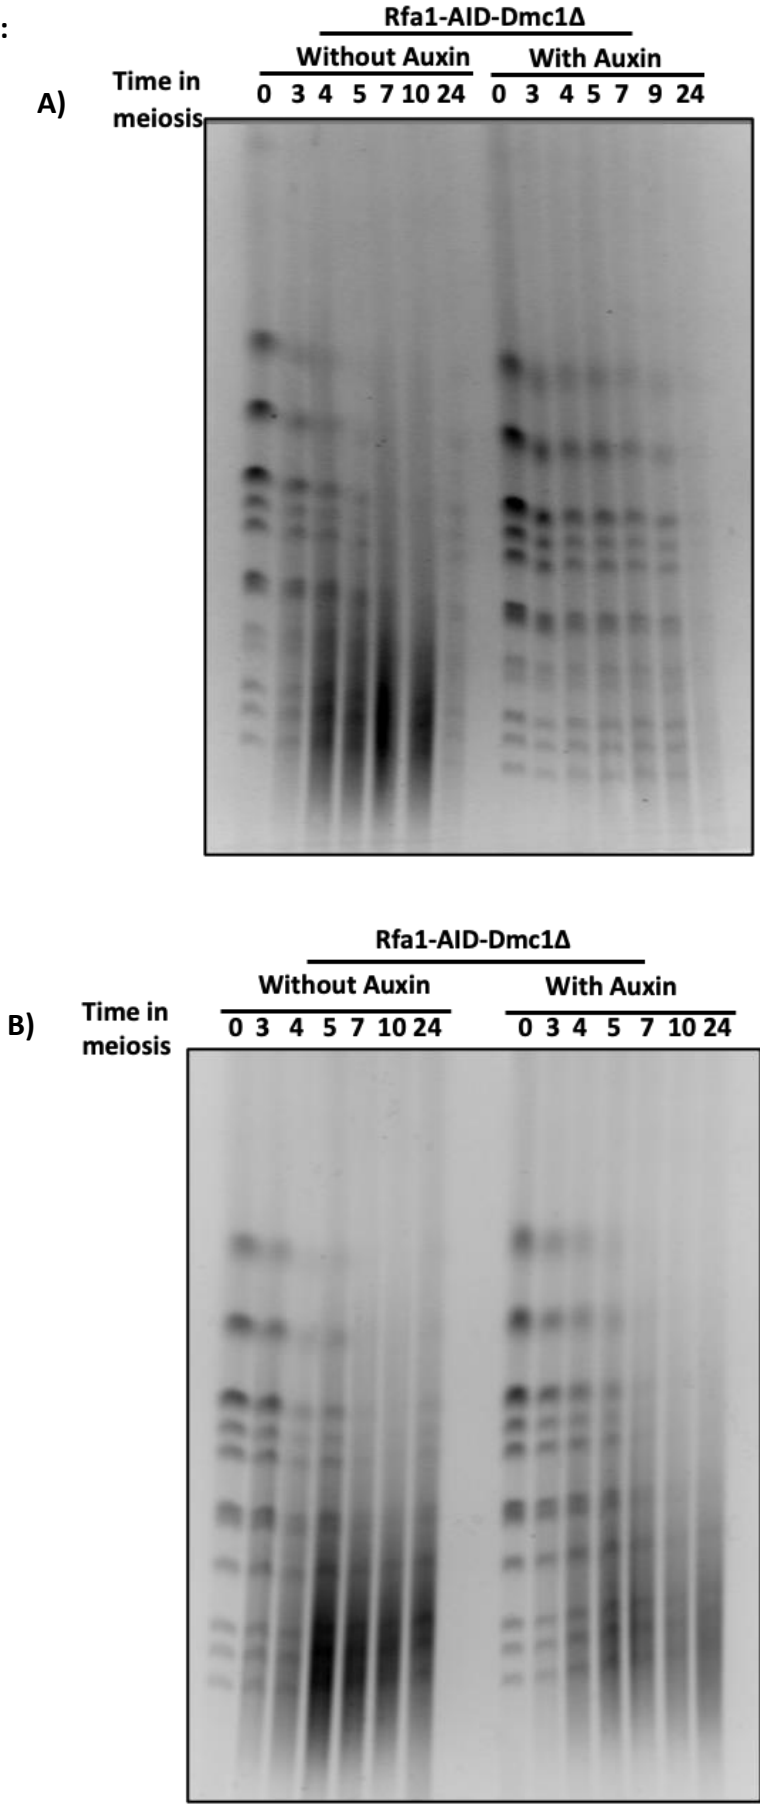 :
Rfa1-AID-Dmc1Δ
Without Auxin With Auxin
Time in meiosis 0 3 4 5 7 10 24 0 3 4 5 7 9 24
A)
Rfa1-AID-Dmc1Δ
Without Auxin With Auxin
Time in meiosis 0 3 4 5 7 10 24 0 3 4 5 7 10 24
B)